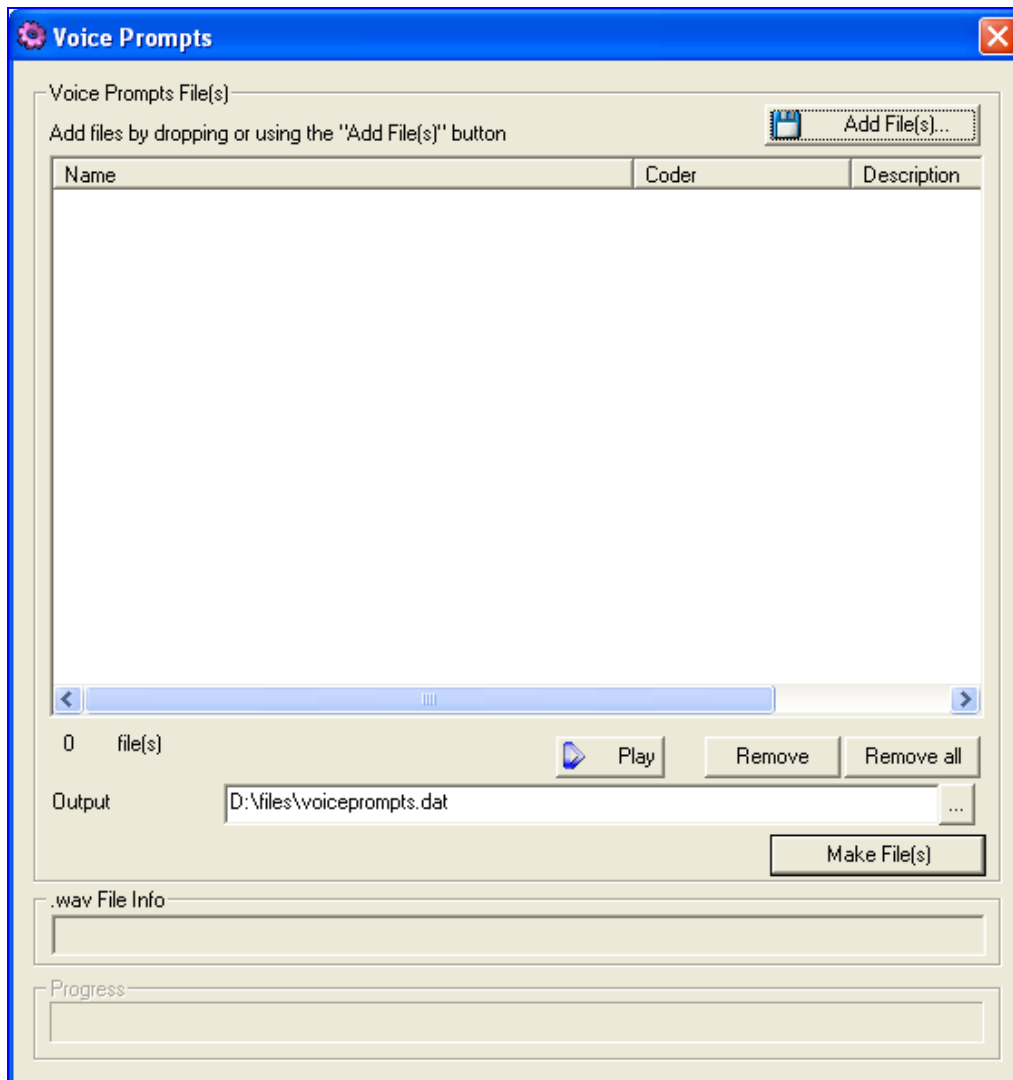 Voice Prompts
Voice Prompts File(s)
Add files by dropping or using the "Add File(s)" button
Add File(s)...
Name Coder Description
0 file(s)
Play Remove Remove all
Output D:\files\voiceprompts.dat ...
Make File(s)
.wav File Info
Progress